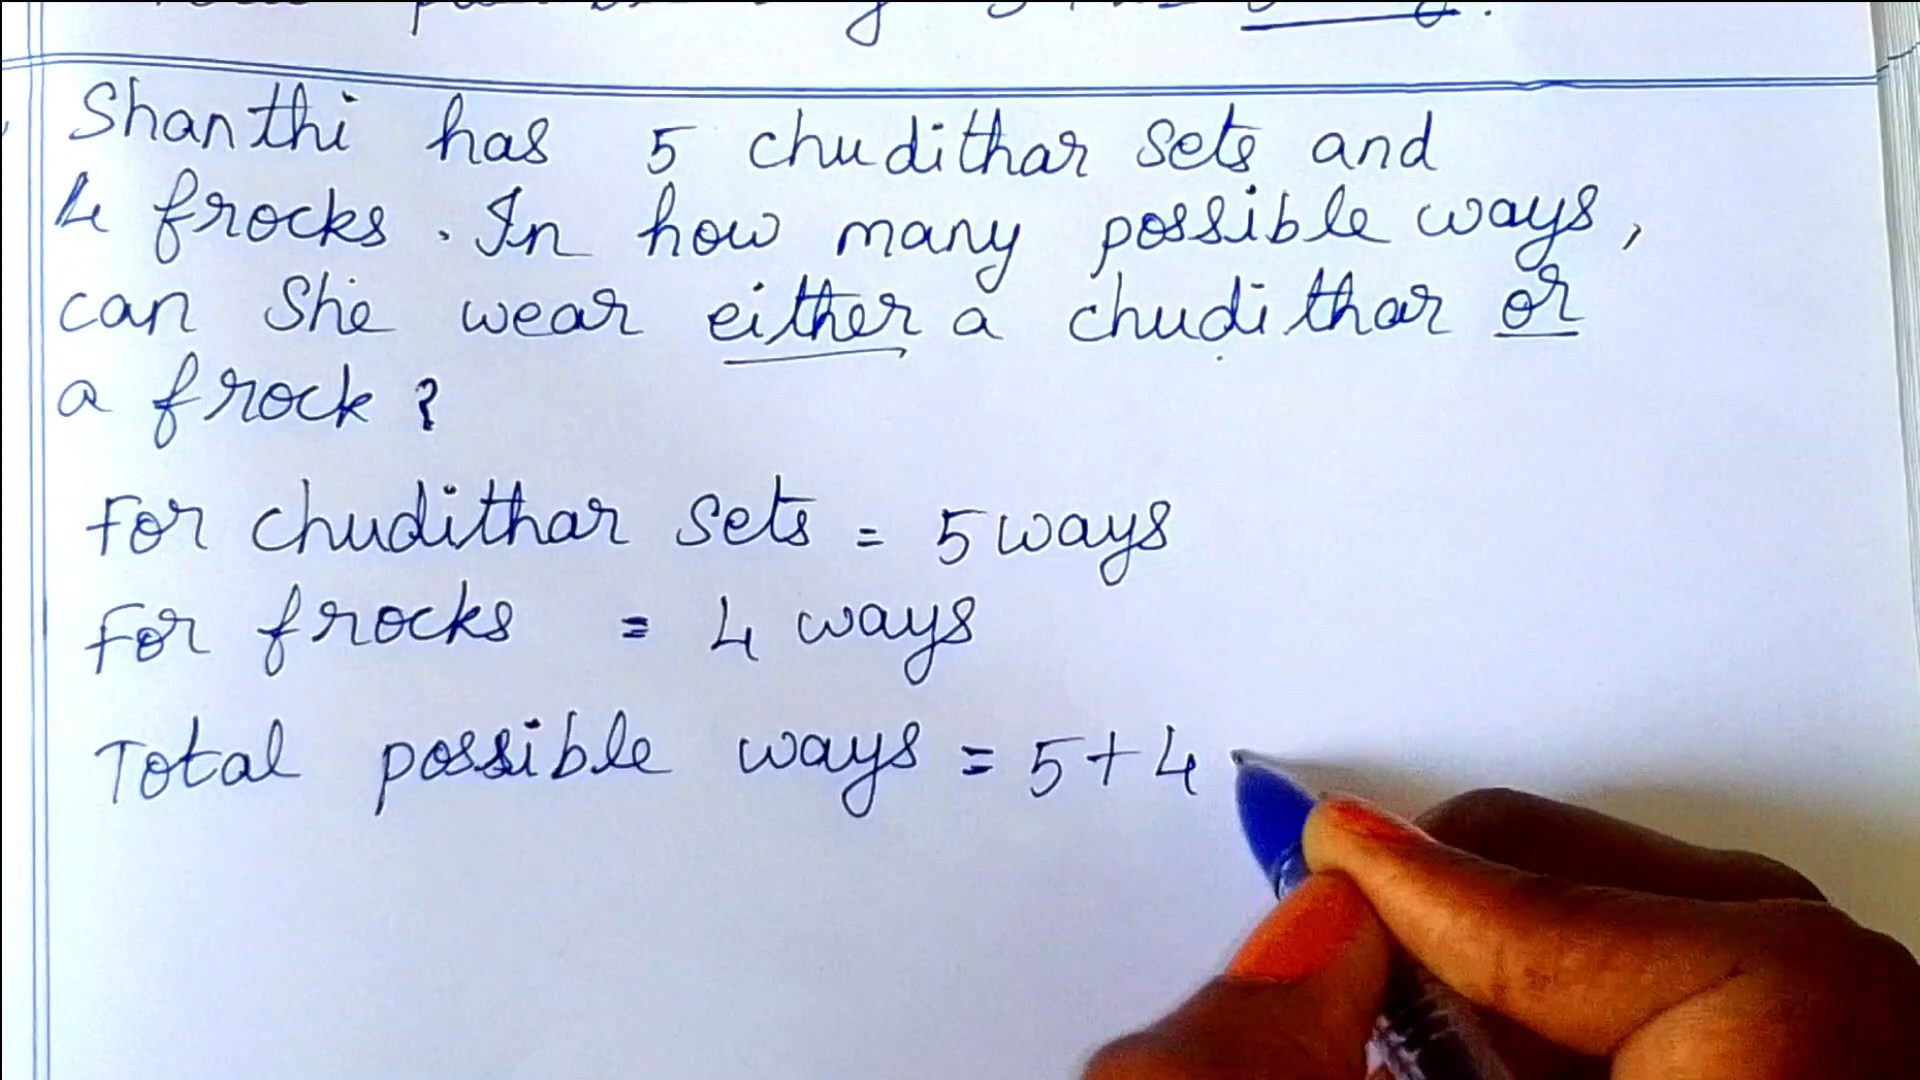 Shanthi has 5 chudithar sets and
4 frocks. In how many possible ways,
can she wear either a chudithar or
a frock?
For chudithar sets = 5 ways
For frocks = 4 ways
Total possible ways = 5+4